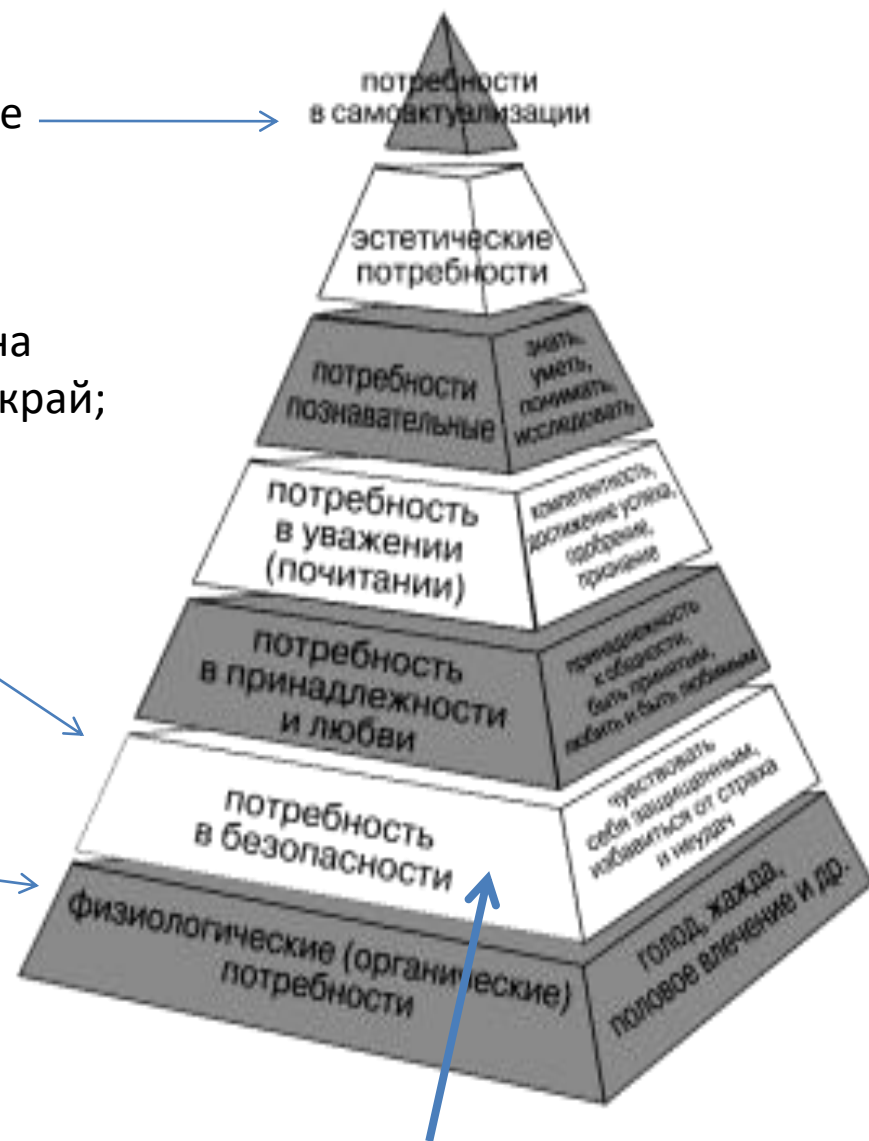 потребности
в самоактуализации
е
эстетические
потребности
на
край;
потребности
познавательные
знать,
уметь,
понимать,
исследовать
потребность
в уважении
(почитании)
компетентность,
достижение успеха,
одобрение,
признание
потребность
в принадлежности
и любви
принадлежность
к общности,
быть принятым,
любить и быть любимым
потребность
в безопасности
чувствовать
себя защищенным,
избавиться от страха
и неудач
физиологические (органические)
потребности
голод, жажда,
половое влечение и др.